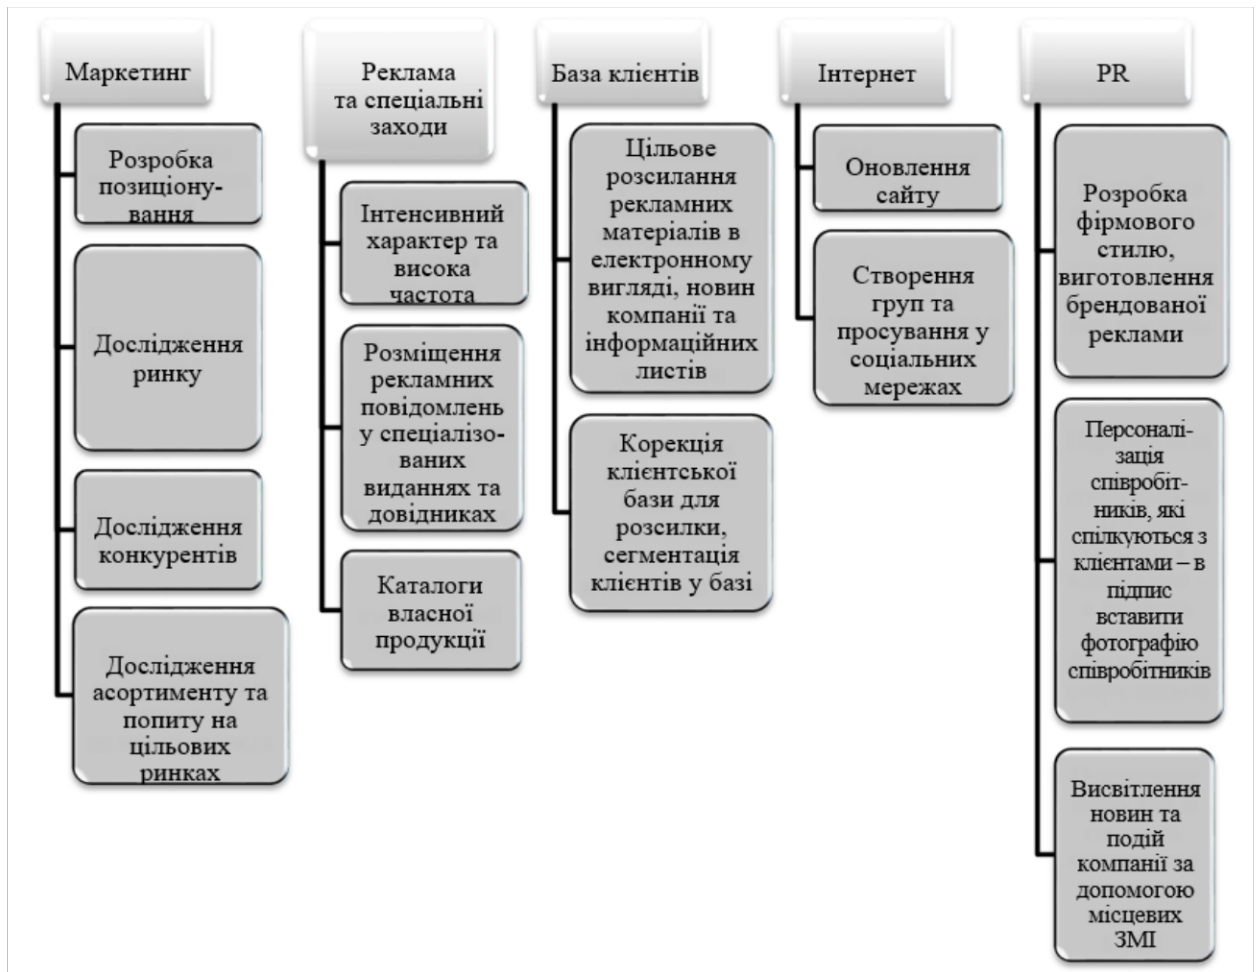 Маркетинг
Розробка
позиціону-
вання
Дослідження
ринку
Дослідження
конкурентів
Дослідження
асортименту та
попиту на
цільових
ринках
Реклама
та спеціальні
заходи
Інтенсивний
характер та
висока
частота
Розміщення
рекламних
повідомлень
у спеціалізо-
ваних
виданнях та
довідниках
Каталоги
власної
продукції
База клієнтів
Цільове
розсилання
рекламних
матеріалів в
електронному
вигляді, новин
компанії та
інформаційних
листів
Корекція
клієнтської
бази для
розсилки,
сегментація
клієнтів у базі
Інтернет
Оновлення
сайту
Створення
груп та
просування у
соціальних
мережах
PR
Розробка
фірмового
стилю,
виготовлення
брендованої
реклами
Персоналі-
зація
співробіт-
ників, які
спілкуються з
клієнтами – в
підпис
вставити
фотографію
співробітників
Висвітлення
новин та
подій
компанії за
допомогою
місцевих
ЗМІ